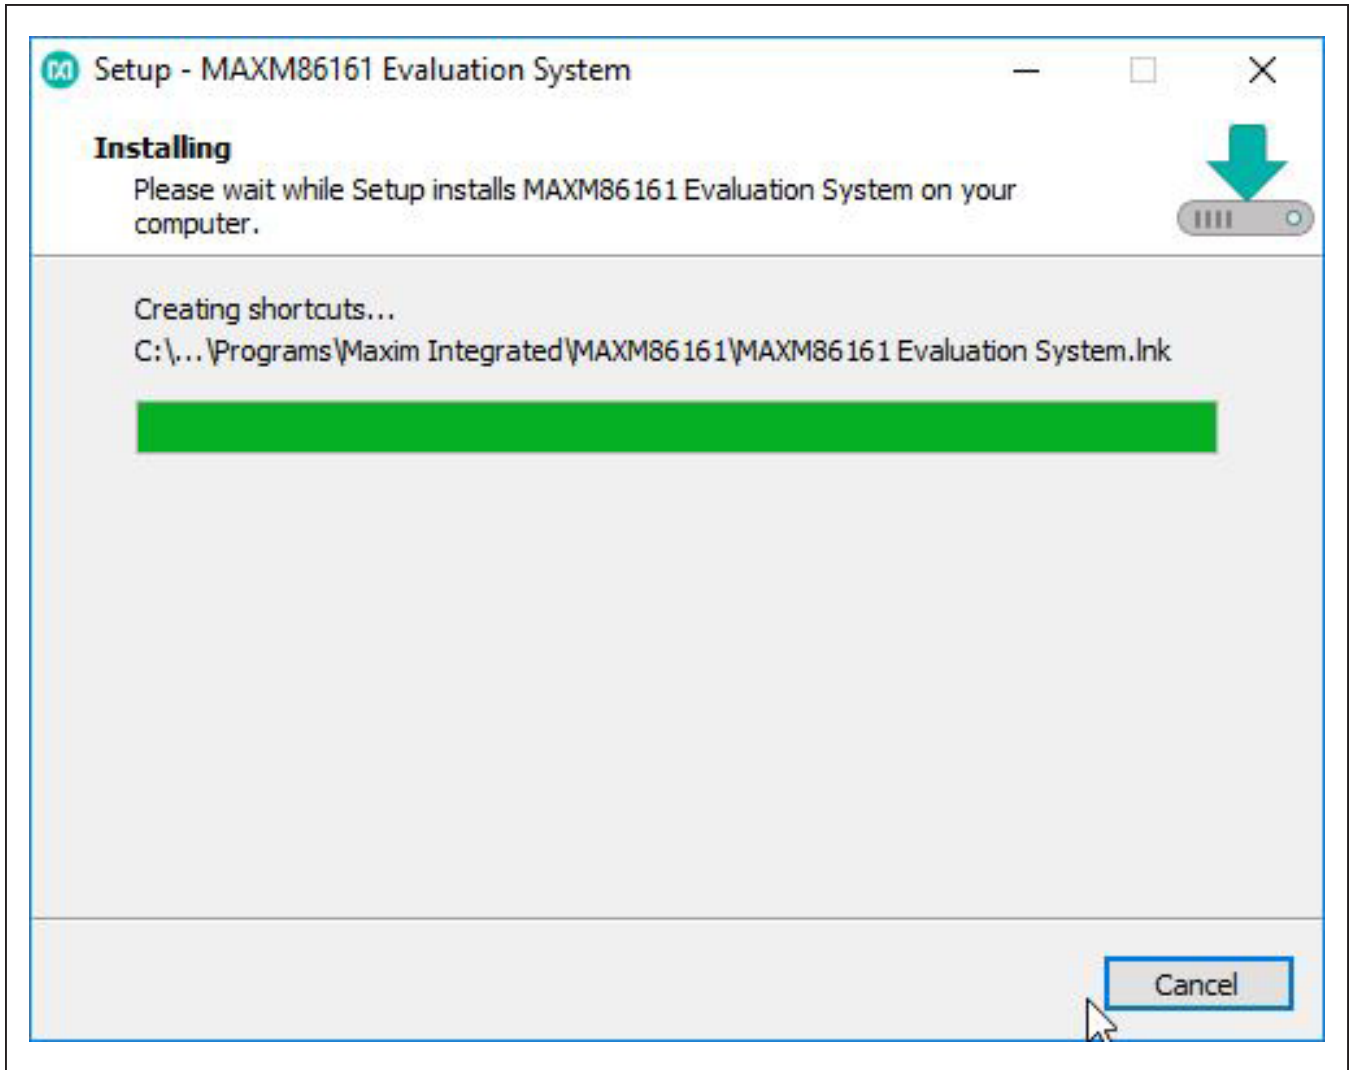 Setup - MAXM86161 Evaluation System
Installing
Please wait while Setup installs MAXM86161 Evaluation System on your
computer.
Creating shortcuts...
C:\...\Programs\Maxim Integrated\MAXM86161\MAXM86161 Evaluation System.lnk
Cancel